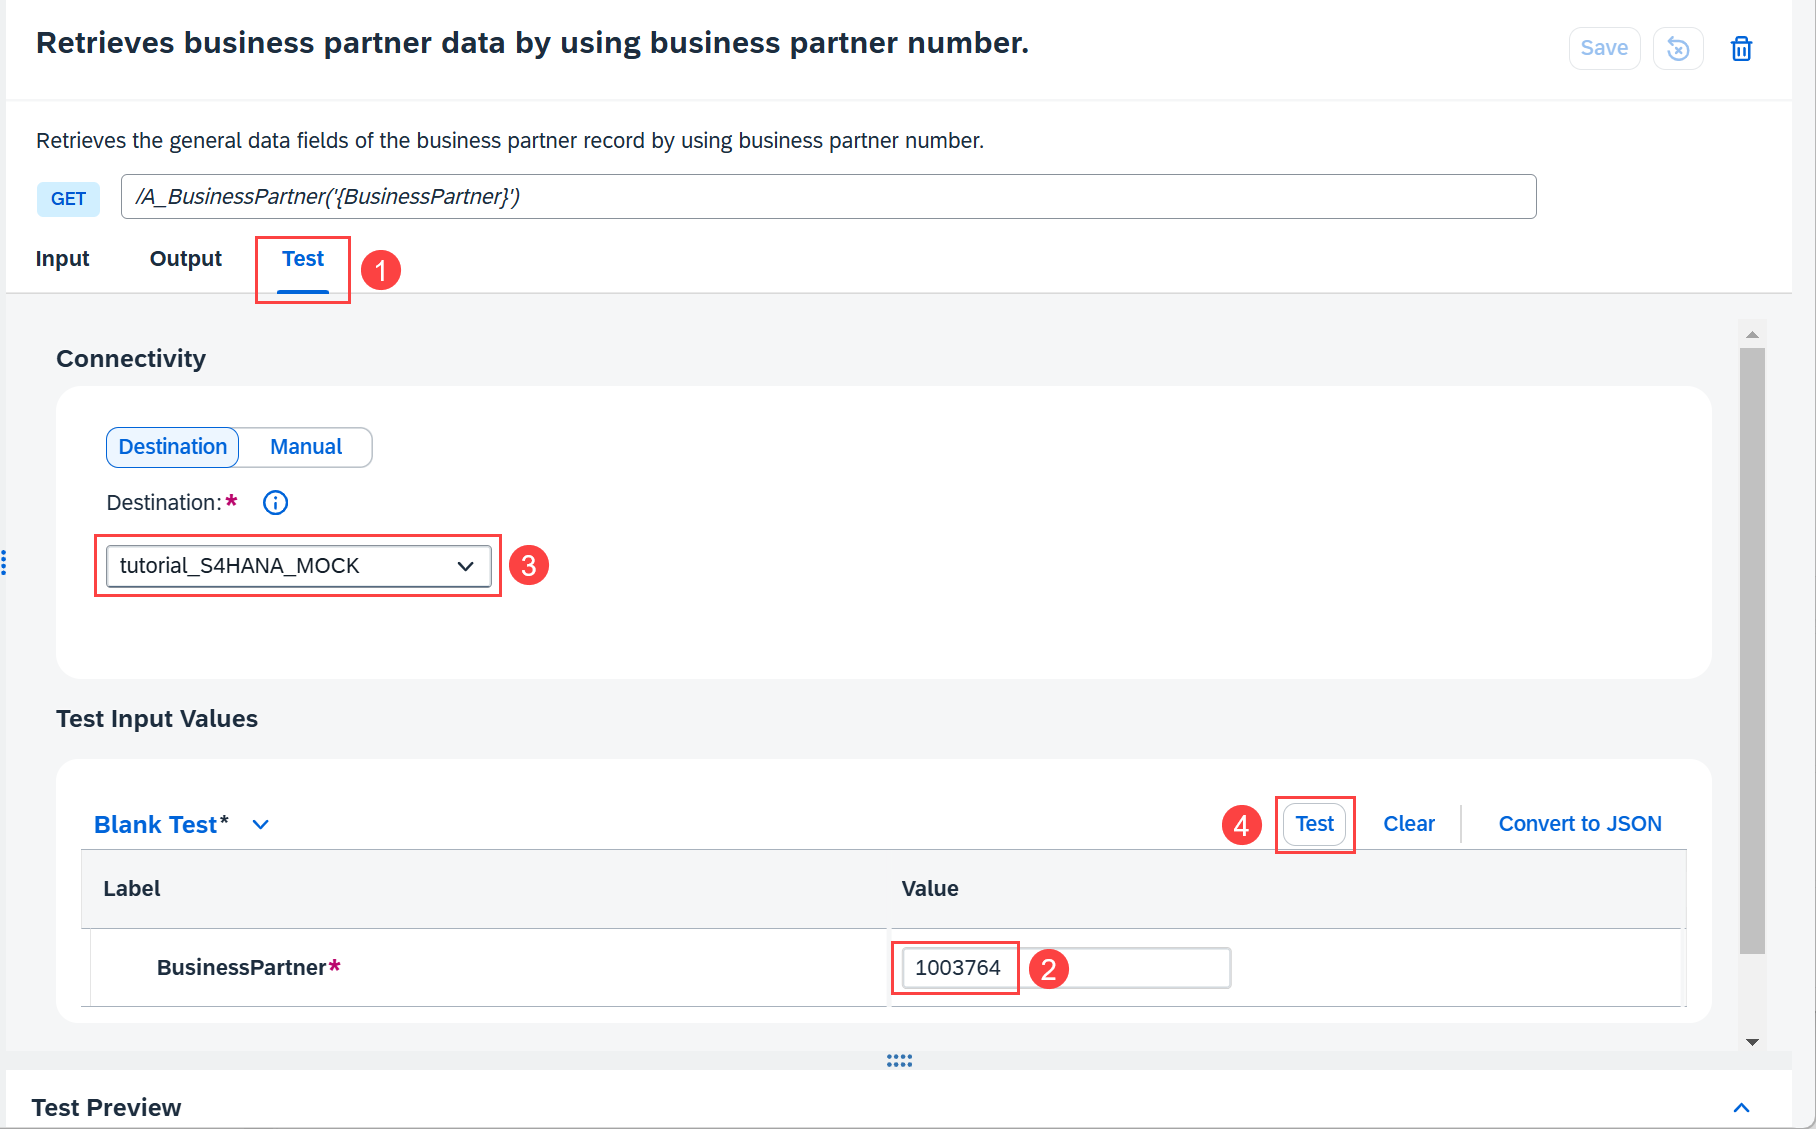 Retrieves business partner data by using business partner number.
Save
Retrieves the general data fields of the business partner record by using business partner number.
GET /A_BusinessPartner('{BusinessPartner}')
Input Output Test 1
Connectivity
Destination Manual
Destination:*
tutorial_S4HANA_MOCK 3
Test Input Values
Blank Test* 4 Test Clear Convert to JSON
Label Value
BusinessPartner* 1003764 2
Test Preview